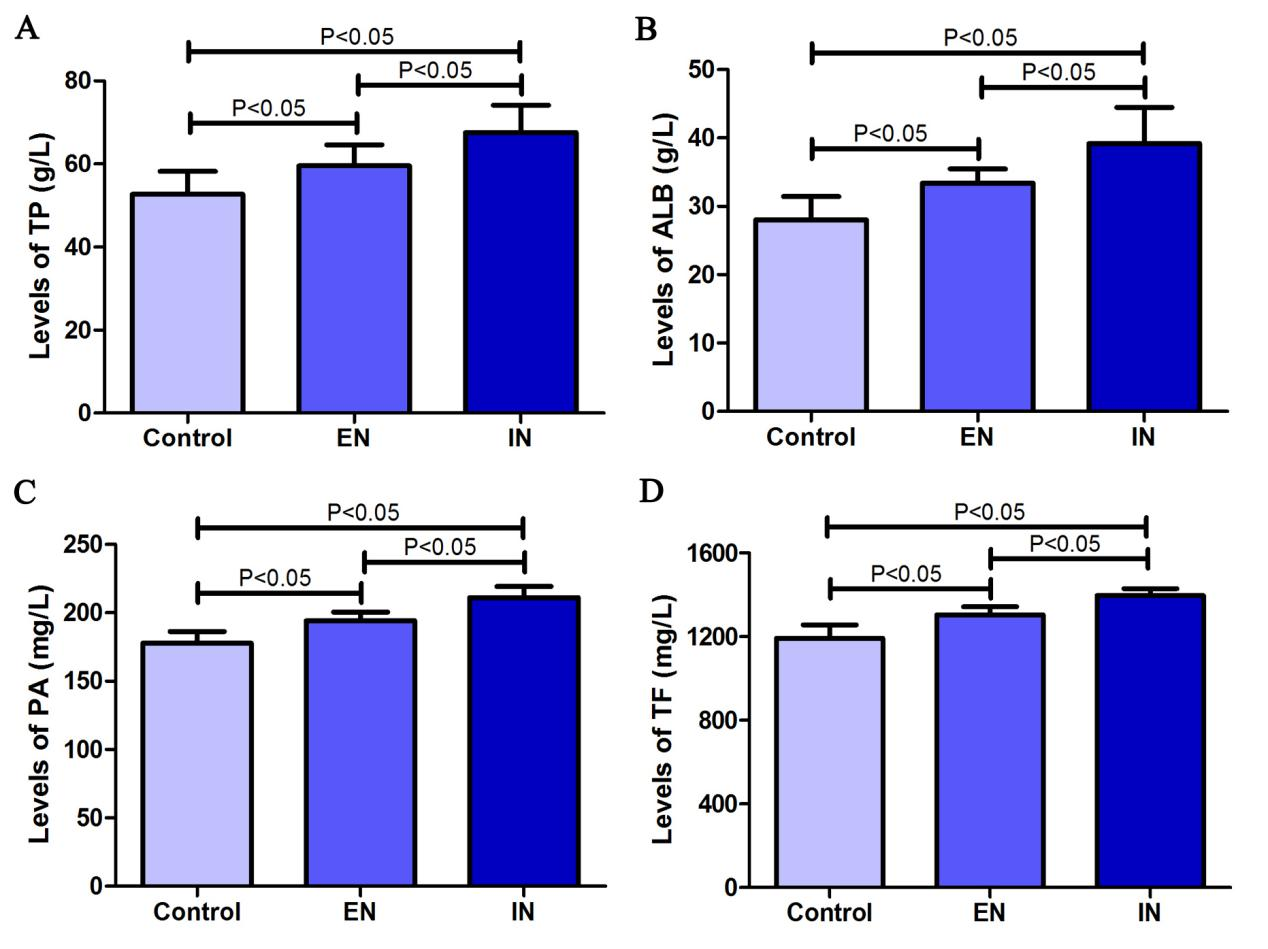 A
P<0.05
P<0.05
P<0.05
Levels of TP (g/L)
80
60
40
20
0
Control EN IN
B
P<0.05
P<0.05
P<0.05
Levels of ALB (g/L)
50
40
30
20
10
0
Control EN IN
C
P<0.05
P<0.05
P<0.05
Levels of PA (mg/L)
250
200
150
100
50
0
Control EN IN
D
P<0.05
P<0.05
P<0.05
Levels of TF (mg/L)
1600
1200
800
400
0
Control EN IN